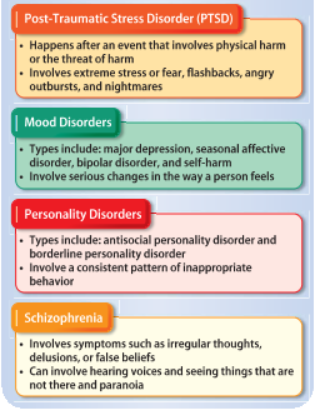 Post-Traumatic Stress Disorder (PTSD)
• Happens after an event that involves physical harm
or the threat of harm
• Involves extreme stress or fear, flashbacks, angry
outbursts, and nightmares
Mood Disorders
• Types include: major depression, seasonal affective
disorder, bipolar disorder, and self-harm
• Involve serious changes in the way a person feels
Personality Disorders
• Types include: antisocial personality disorder and
borderline personality disorder
• Involve a consistent pattern of inappropriate
behavior
Schizophrenia
• Involves symptoms such as irregular thoughts,
delusions, or false beliefs
• Can involve hearing voices and seeing things that are
not there and paranoia